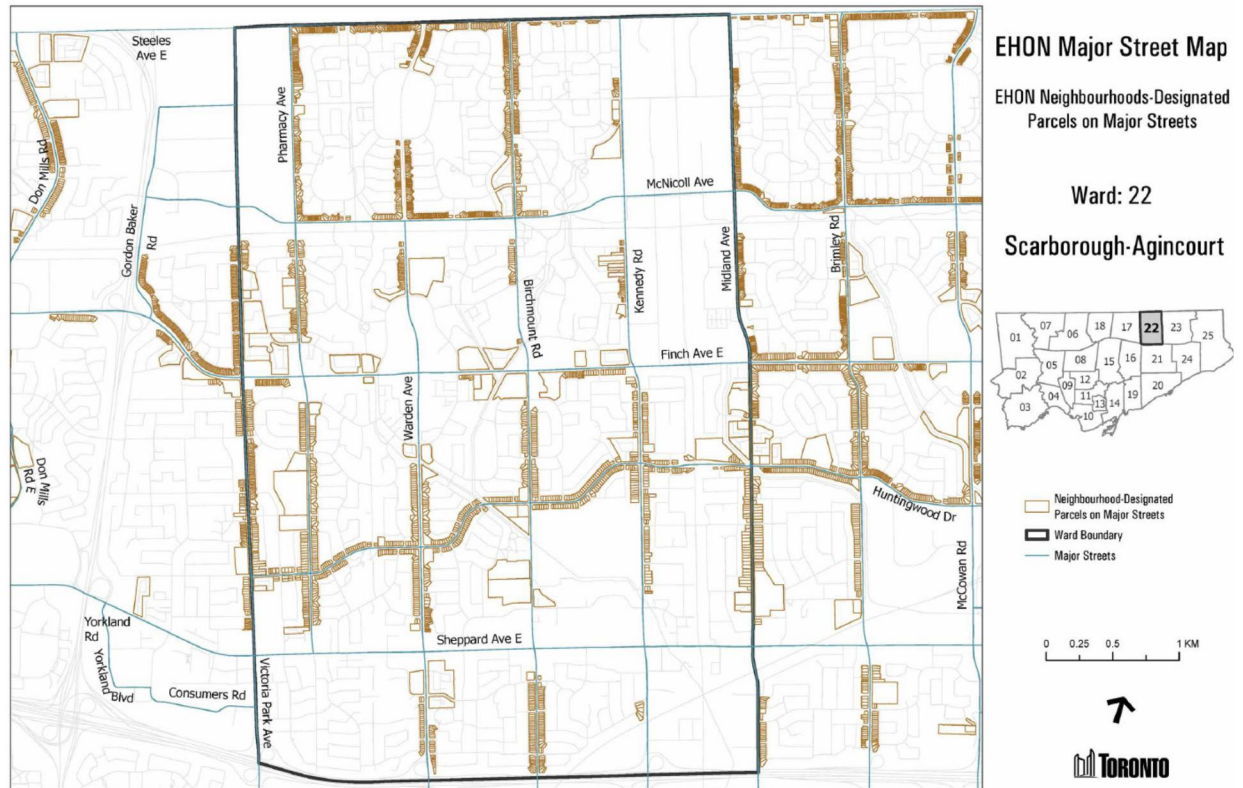 Steeles
Ave E
Don Mills Rd
Gordon Baker
Rd
Pharmacy Ave
McNicoll Ave
Birchmount Rd
Kennedy Rd
Midland Ave
Brimley Rd
Finch Ave E
Warden Ave
Don Mills
Rd E
Huntingwood Dr
McCowan Rd
Yorkland
Rd
Yorkland
Blvd
Consumers Rd
Victoria Park Ave
Sheppard Ave E
EHON Major Street Map
EHON Neighbourhoods-Designated
Parcels on Major Streets
Ward: 22
Scarborough-Agincourt
01
07
06
18
17
22
23
25
02
05
08
15
16
21
24
03
04
09
12
11
13
14
19
20
10
Neighbourhood-Designated
Parcels on Major Streets
Ward Boundary
Major Streets
0 0.25 0.5 1 KM
TORONTO